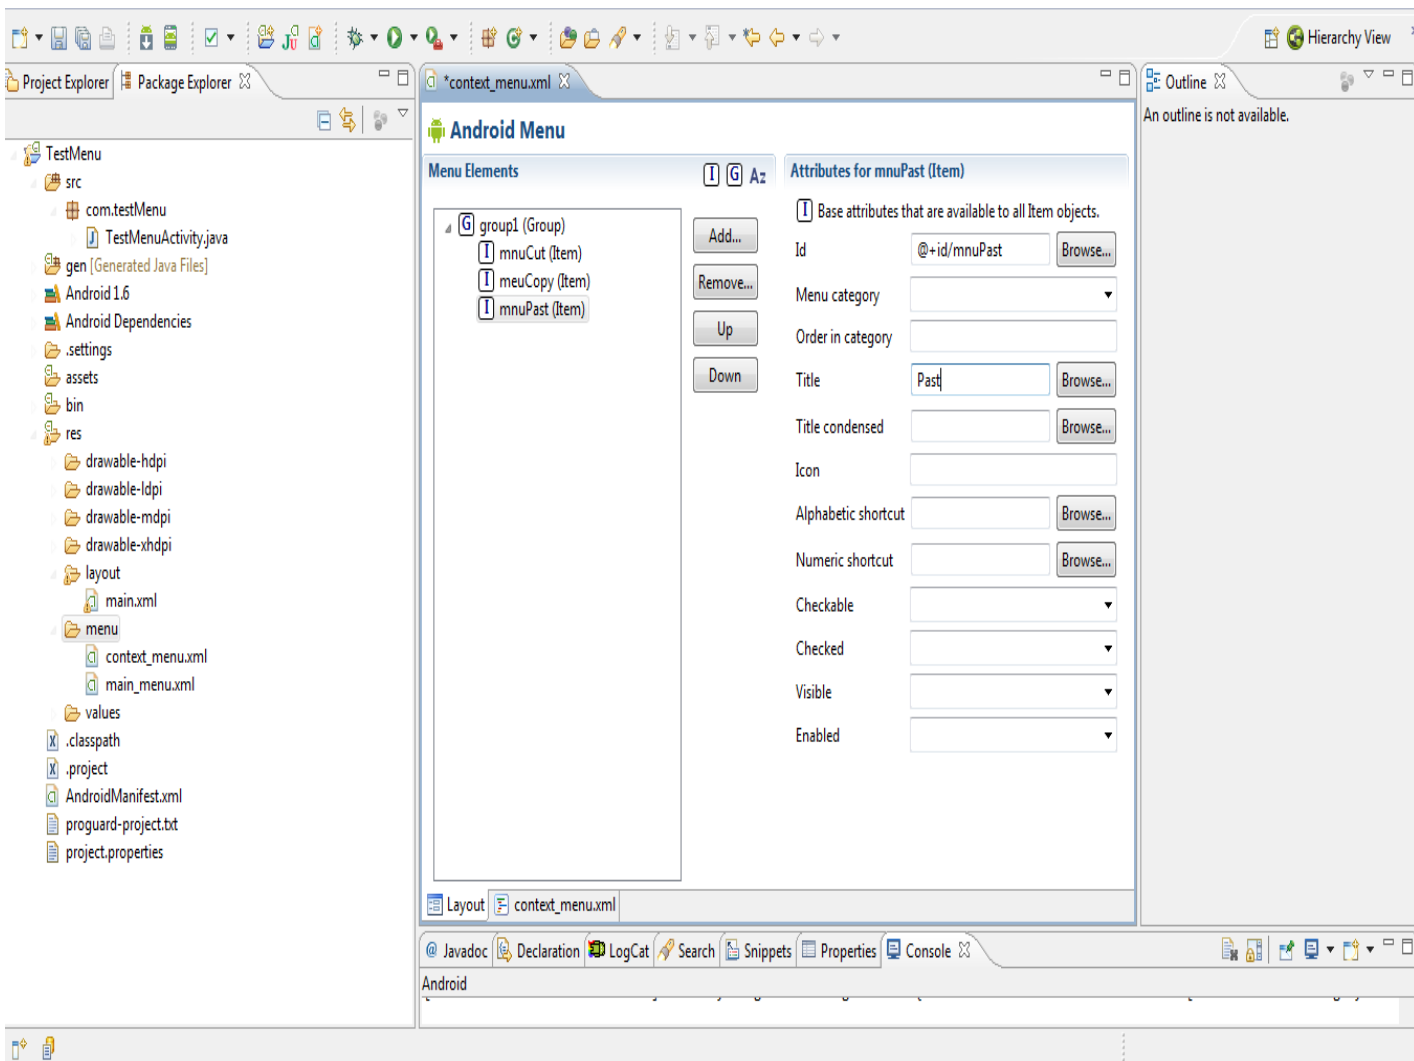 Hierarchy View
Project Explorer
Package Explorer
TestMenu
src
com.testMenu
TestMenuActivity.java
gen [Generated Java Files]
Android 1.6
Android Dependencies
.settings
assets
bin
res
drawable-hdpi
drawable-ldpi
drawable-mdpi
drawable-xhdpi
layout
main.xml
menu
context_menu.xml
main_menu.xml
values
.classpath
.project
AndroidManifest.xml
proguard-project.txt
project.properties
*context_menu.xml
Android Menu
Menu Elements
I G Az
G group1 (Group)
I mnuCut (Item)
I meuCopy (Item)
I mnuPast (Item)
Add...
Remove...
Up
Down
Attributes for mnuPast (Item)
I Base attributes that are available to all Item objects.
Id @+id/mnuPast Browse...
Menu category
Order in category
Title Past Browse...
Title condensed Browse...
Icon
Alphabetic shortcut Browse...
Numeric shortcut Browse...
Checkable
Checked
Visible
Enabled
Layout context_menu.xml
Outline
An outline is not available.
@ Javadoc Declaration LogCat Search Snippets Properties Console
Android